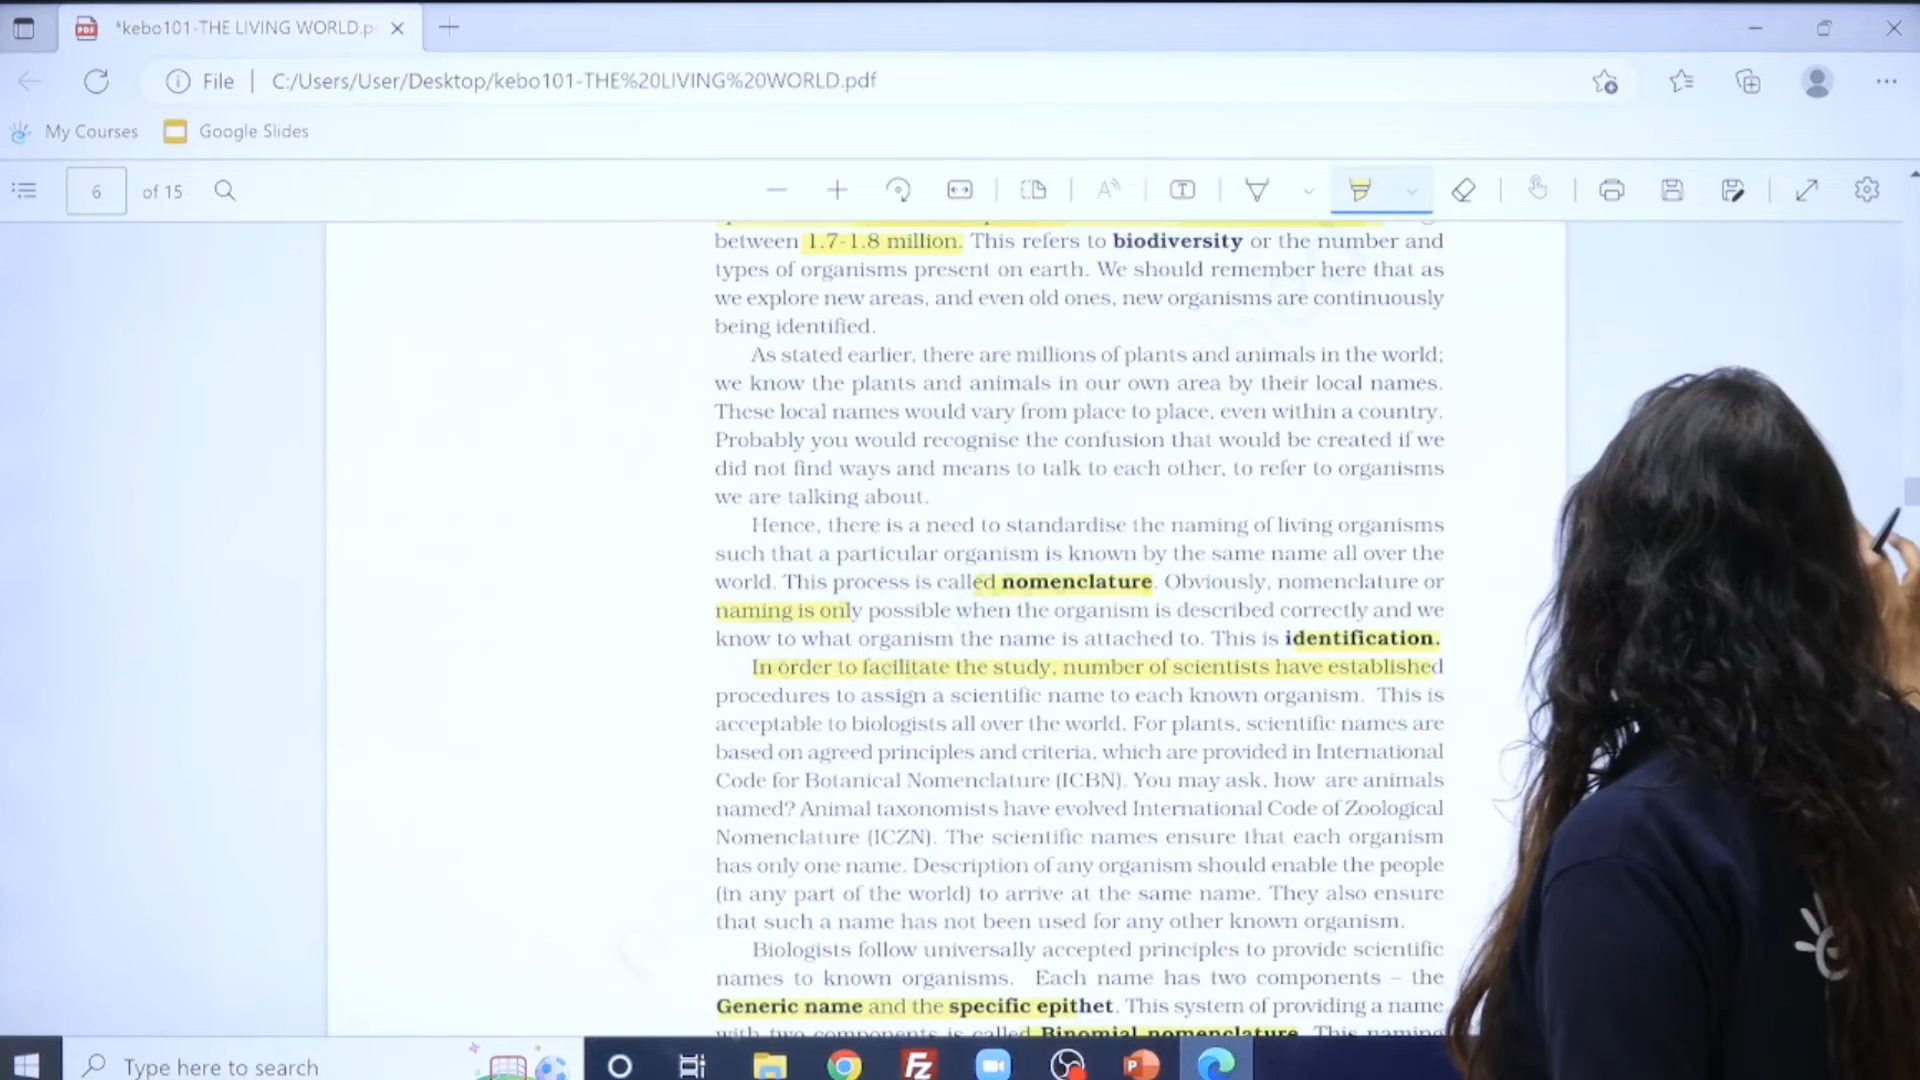 *kebo101-THE LIVING WORLD.p
File
C:/Users/User/Desktop/kebo101-THE%20LIVING%20WORLD.pdf
My Courses
Google Slides
6
of 15
between 1.7-1.8 million. This refers to biodiversity or the number and
types of organisms present on earth. We should remember here that as
we explore new areas, and even old ones, new organisms are continuously
being identified.
As stated earlier, there are millions of plants and animals in the world;
we know the plants and animals in our own area by their local names.
These local names would vary from place to place, even within a country.
Probably you would recognise the confusion that would be created if we
did not find ways and means to talk to each other, to refer to organisms
we are talking about.
Hence, there is a need to standardise the naming of living organisms
such that a particular organism is known by the same name all over the
world. This process is called nomenclature. Obviously, nomenclature or
naming is only possible when the organism is described correctly and we
know to what organism the name is attached to. This is identification.
In order to facilitate the study, number of scientists have established
procedures to assign a scientific name to each known organism. This is
acceptable to biologists all over the world. For plants, scientific names are
based on agreed principles and criteria, which are provided in International
Code for Botanical Nomenclature (ICBN). You may ask, how are animals
named? Animal taxonomists have evolved International Code of Zoological
Nomenclature (ICZN). The scientific names ensure that each organism
has only one name. Description of any organism should enable the people
(in any part of the world) to arrive at the same name. They also ensure
that such a name has not been used for any other known organism.
Biologists follow universally accepted principles to provide scientific
names to known organisms. Each name has two components – the
Generic name and the specific epithet. This system of providing a name
with two components is called Binomial nomenclature. This naming
Type here to search